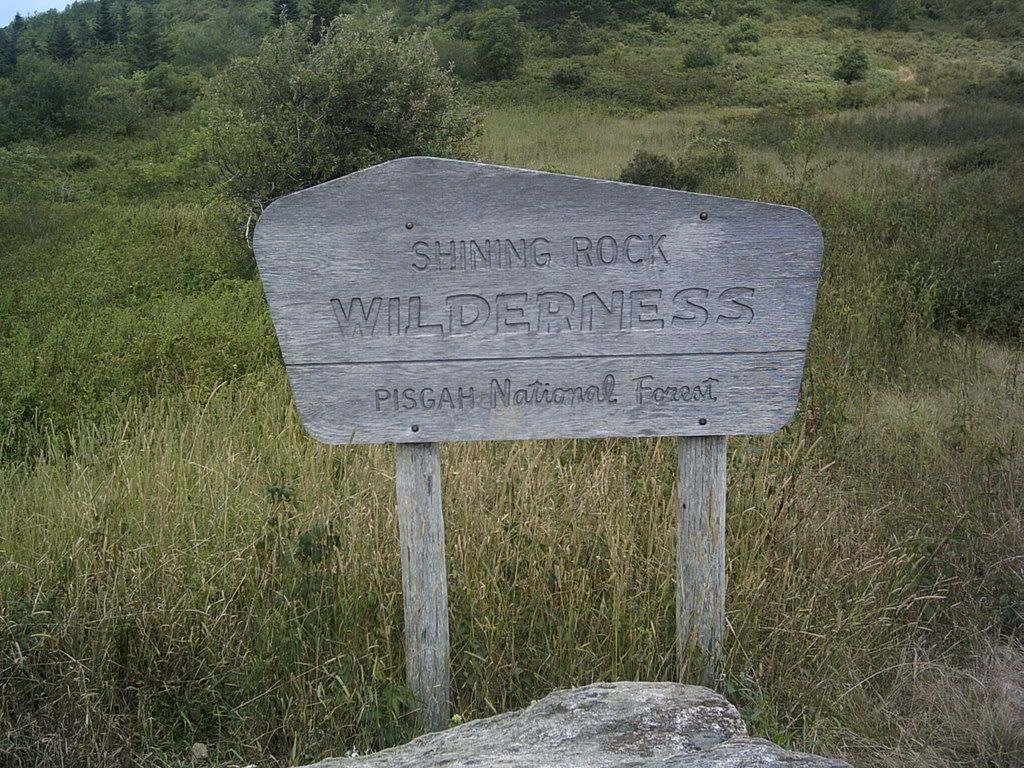 SHINING ROCK
WILDERNESS
PISGAH National Forest